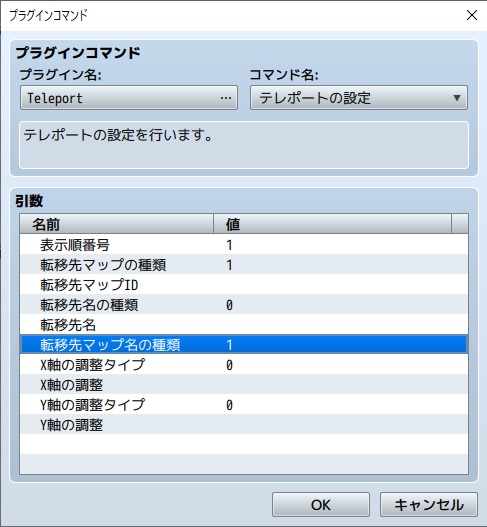 プラグインコマンド
プラグインコマンド
プラグイン名: コマンド名:
Teleport … テレポートの設定
テレポートの設定を行います。
引数
名前 値
表示順番号 1
転移先マップの種類 1
転移先マップID
転移先名の種類 0
転移先名
転移先マップ名の種類 1
X軸の調整タイプ 0
X軸の調整
Y軸の調整タイプ 0
Y軸の調整
OK キャンセル